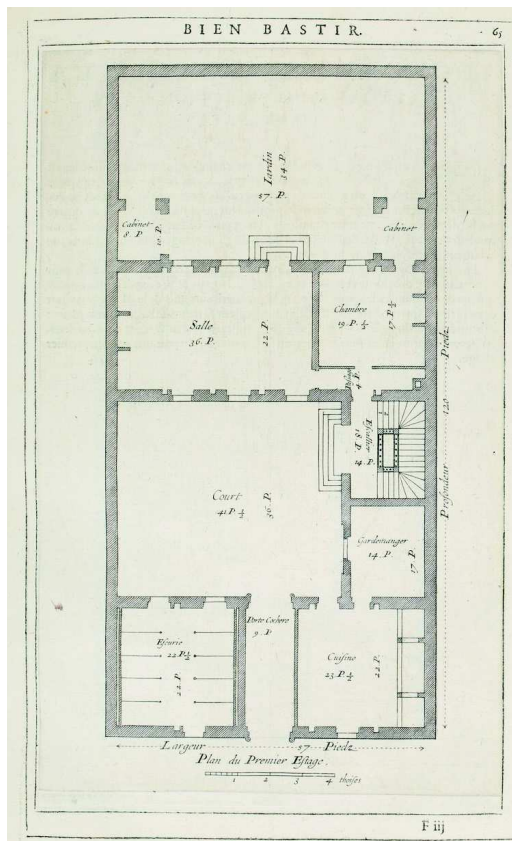 BIEN BASTIR. 65
Iardin
34. P.
57. P.
Cabinet
8. P
10. P.
Cabinet
Salle
36. P.
22. P.
Chambre
19. P. ½
17. P. ½
4. P.
Escallier
18 P.
14. P.
Court
41 P. ½
36. P.
Gardemanger
14. P.
17. P.
Porte Cochere
9. P
Escurie
22 P ½
22. P.
Cuisine
23. P. ½
22. P.
Profondeur 120 Piedz
Largeur 57 Piedz
Plan du Premier Estage.
1 2 3 4 thoises
F iij